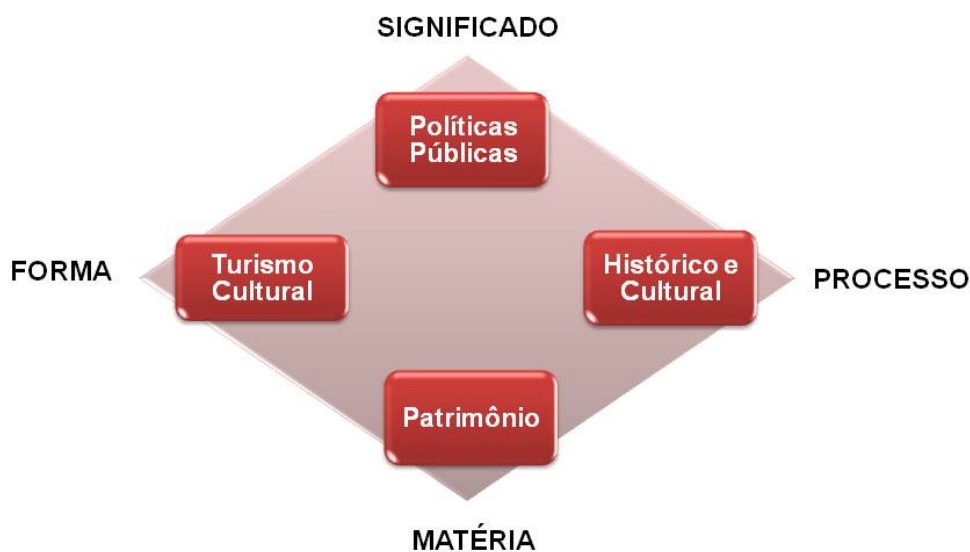 SIGNIFICADO
Políticas
Públicas
FORMA
Turismo
Cultural
Histórico e
Cultural
PROCESSO
Patrimônio
MATÉRIA